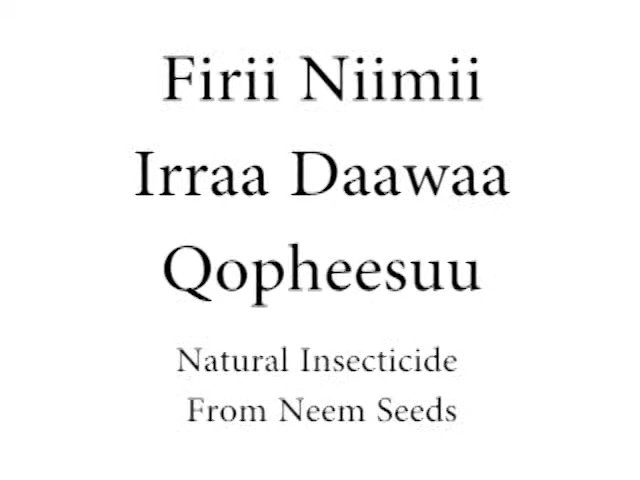 Firii Niimii
Irraa Daawaa
Qopheesuu
Natural Insecticide
From Neem Seeds